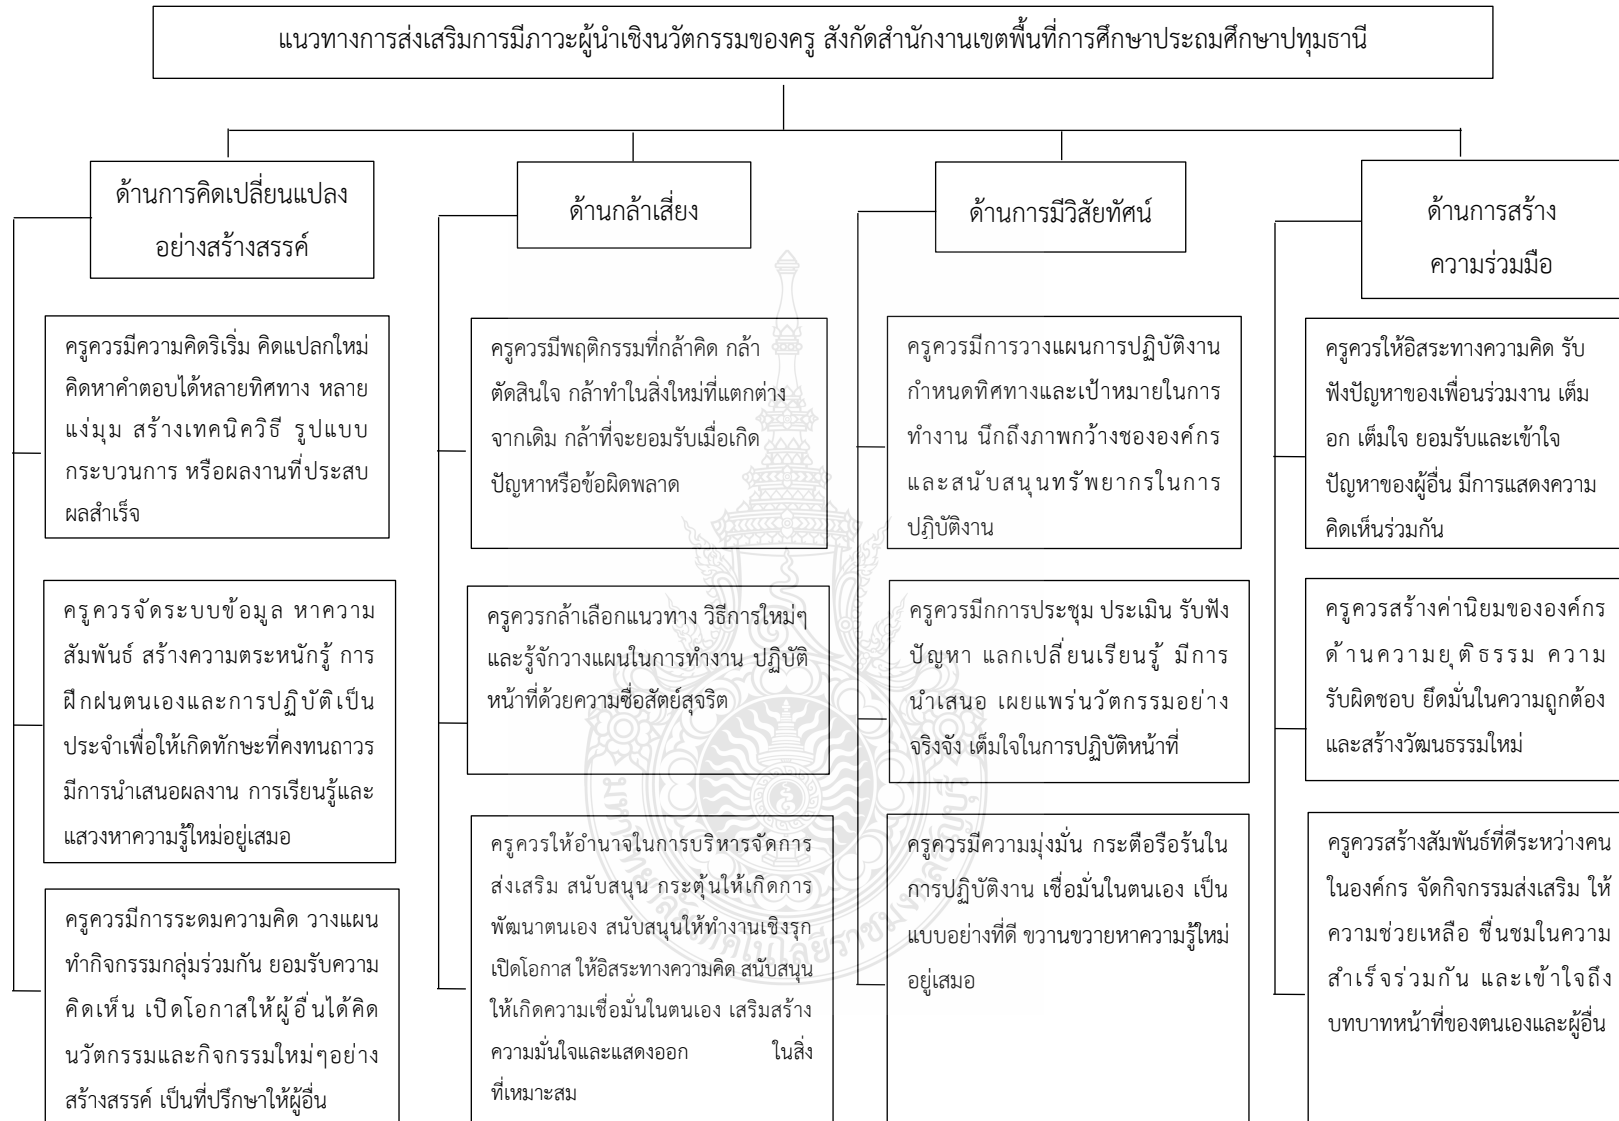 แนวทางการส่งเสริมการมีภาวะผู้นำเชิงนวัตกรรมของครู สังกัดสำนักงานเขตพื้นที่การศึกษาประถมศึกษาปทุมธานี
ด้านการคิดเปลี่ยนแปลง
อย่างสร้างสรรค์
ครูควรมีความคิดริเริ่ม คิดแปลกใหม่
คิดหาคำตอบได้หลายทิศทาง หลาย
แง่มุม สร้างเทคนิควิธี รูปแบบ
กระบวนการ หรือผลงานที่ประสบ
ผลสำเร็จ
ครูควรจัดระบบข้อมูล หาความ
สัมพันธ์ สร้างความตระหนักรู้ การ
ฝึกฝนตนเองและการปฏิบัติเป็น
ประจำเพื่อให้เกิดทักษะที่คงทนถาวร
มีการนำเสนอผลงาน การเรียนรู้และ
แสวงหาความรู้ใหม่อยู่เสมอ
ครูควรมีการระดมความคิด วางแผน
ทำกิจกรรมกลุ่มร่วมกัน ยอมรับความ
คิดเห็น เปิดโอกาสให้ผู้อื่นได้คิด
นวัตกรรมและกิจกรรมใหม่ๆอย่าง
สร้างสรรค์ เป็นที่ปรึกษาให้ผู้อื่น
ด้านกล้าเสี่ยง
ครูควรมีพฤติกรรมที่กล้าคิด กล้า
ตัดสินใจ กล้าทำในสิ่งใหม่ที่แตกต่าง
จากเดิม กล้าที่จะยอมรับเมื่อเกิด
ปัญหาหรือข้อผิดพลาด
ครูควรกล้าเลือกแนวทาง วิธีการใหม่ๆ
และรู้จักวางแผนในการทำงาน ปฏิบัติ
หน้าที่ด้วยความซื่อสัตย์สุจริต
ครูควรให้อำนาจในการบริหารจัดการ
ส่งเสริม สนับสนุน กระตุ้นให้เกิดการ
พัฒนาตนเอง สนับสนุนให้ทำงานเชิงรุก
เปิดโอกาส ให้อิสระทางความคิด สนับสนุน
ให้เกิดความเชื่อมั่นในตนเอง เสริมสร้าง
ความมั่นใจและแสดงออก ในสิ่ง
ที่เหมาะสม
ด้านการมีวิสัยทัศน์
ครูควรมีการวางแผนการปฏิบัติงาน
กำหนดทิศทางและเป้าหมายในการ
ทำงาน นึกถึงภาพกว้างชององค์กร
และสนับสนุนทรัพยากรในการ
ปฏิบัติงาน
ครูควรมีกการประชุม ประเมิน รับฟัง
ปัญหา แลกเปลี่ยนเรียนรู้ มีการ
นำเสนอ เผยแพร่นวัตกรรมอย่าง
จริงจัง เต็มใจในการปฏิบัติหน้าที่
ครูควรมีความมุ่งมั่น กระตือรือร้นใน
การปฏิบัติงาน เชื่อมั่นในตนเอง เป็น
แบบอย่างที่ดี ขวานขวายหาความรู้ใหม่
อยู่เสมอ
ด้านการสร้าง
ความร่วมมือ
ครูควรให้อิสระทางความคิด รับ
ฟังปัญหาของเพื่อนร่วมงาน เต็ม
อก เต็มใจ ยอมรับและเข้าใจ
ปัญหาของผู้อื่น มีการแสดงความ
คิดเห็นร่วมกัน
ครูควรสร้างค่านิยมขององค์กร
ด้านความยุติธรรม ความ
รับผิดชอบ ยึดมั่นในความถูกต้อง
และสร้างวัฒนธรรมใหม่
ครูควรสร้างสัมพันธ์ที่ดีระหว่างคน
ในองค์กร จัดกิจกรรมส่งเสริม ให้
ความช่วยเหลือ ชื่นชมในความ
สำเร็จร่วมกัน และเข้าใจถึง
บทบาทหน้าที่ของตนเองและผู้อื่น
มหาวิทยาลัยเทคโนโลยีราชมงคลธัญบุรี